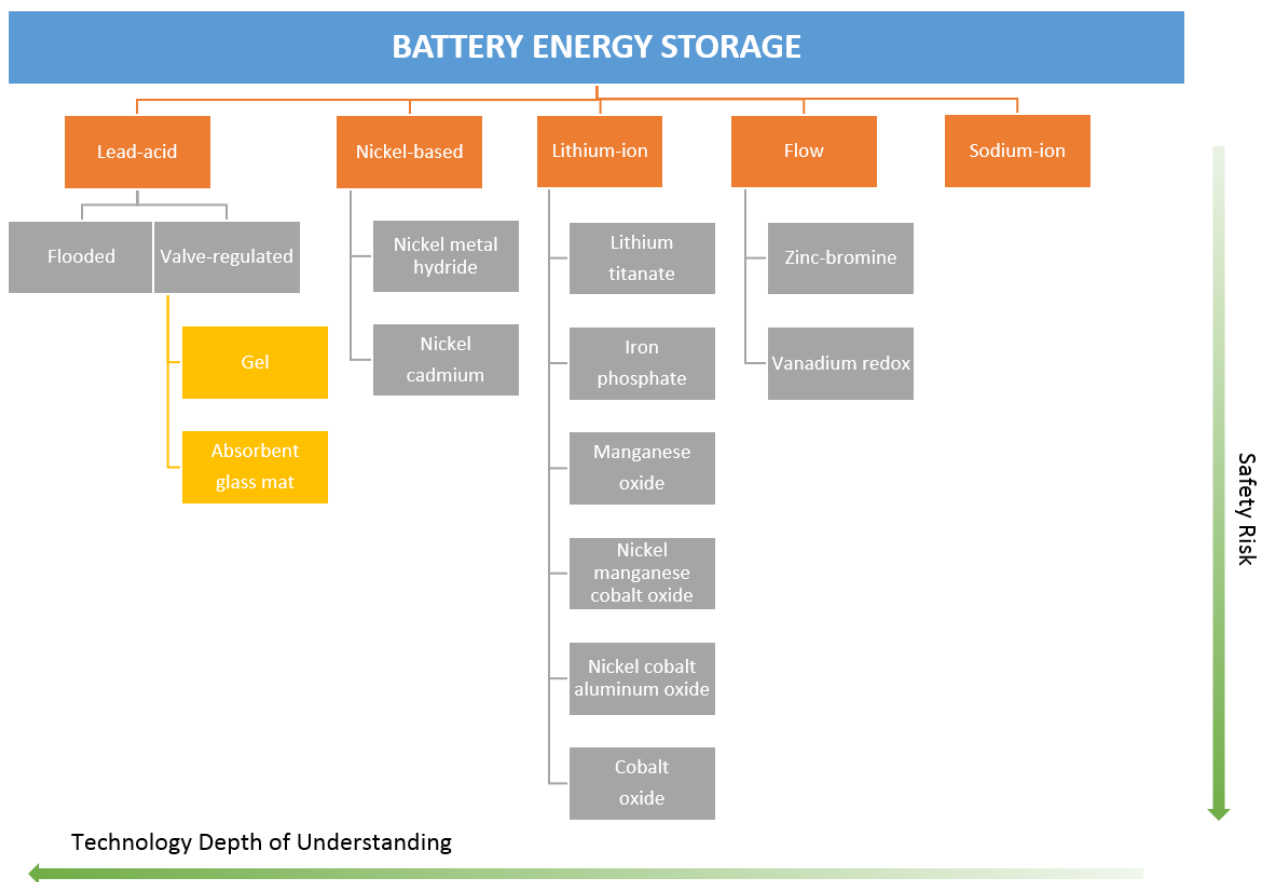 BATTERY ENERGY STORAGE
Lead-acid
Nickel-based
Lithium-ion
Flow
Sodium-ion
Flooded
Valve-regulated
Gel
Absorbent
glass mat
Nickel metal
hydride
Nickel
cadmium
Lithium
titanate
Iron
phosphate
Manganese
oxide
Nickel
manganese
cobalt oxide
Nickel cobalt
aluminum oxide
Cobalt
oxide
Zinc-bromine
Vanadium redox
Safety Risk
Technology Depth of Understanding